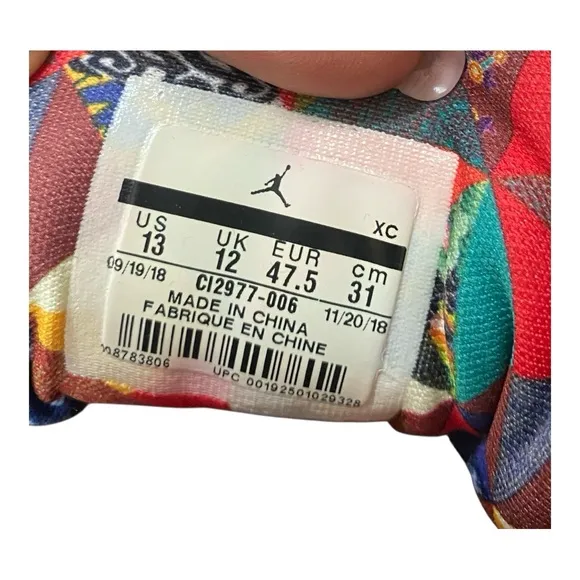 XC
US UK EUR cm
13 12 47.5 31
09/19/18 CI2977-006 11/20/18
MADE IN CHINA
FABRIQUE EN CHINE
UPC 00192501029328